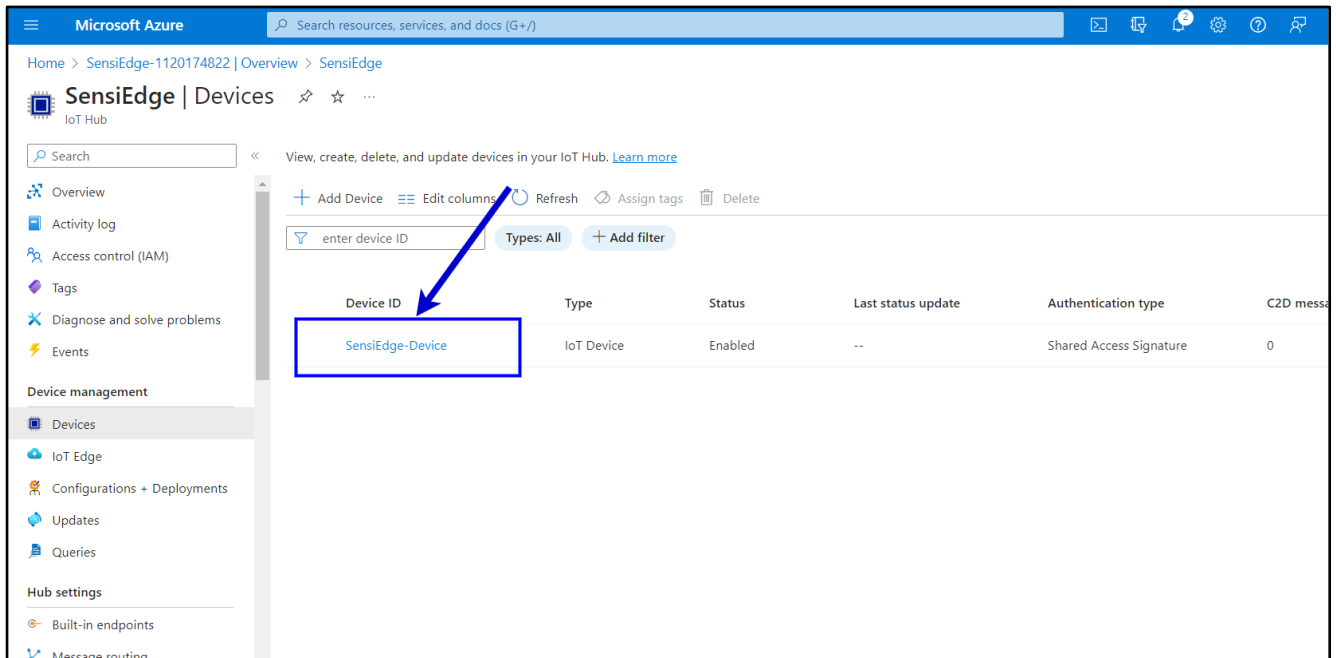 Microsoft Azure
Search resources, services, and docs (G+/)
2
Home > SensiEdge-1120174822 | Overview > SensiEdge
SensiEdge | Devices
IoT Hub
Search
«
View, create, delete, and update devices in your IoT Hub. Learn more
Overview
Activity log
Access control (IAM)
Tags
Diagnose and solve problems
Events
Device management
Devices
IoT Edge
Configurations + Deployments
Updates
Queries
Hub settings
Built-in endpoints
Message routing
Add Device Edit columns Refresh Assign tags Delete
enter device ID Types: All Add filter
Device ID Type Status Last status update Authentication type C2D messa
SensiEdge-Device IoT Device Enabled -- Shared Access Signature 0